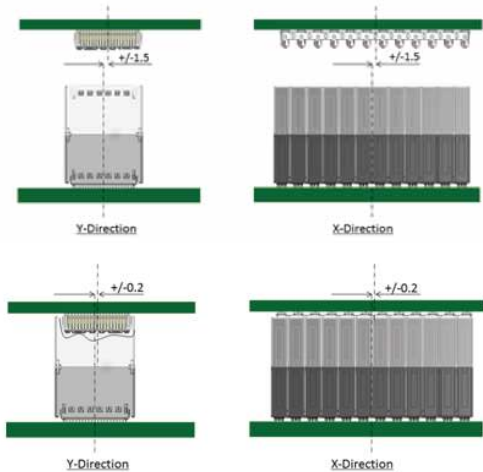 +/-1.5
+/-1.5
Y-Direction
X-Direction
+/-0.2
+/-0.2
Y-Direction
X-Direction